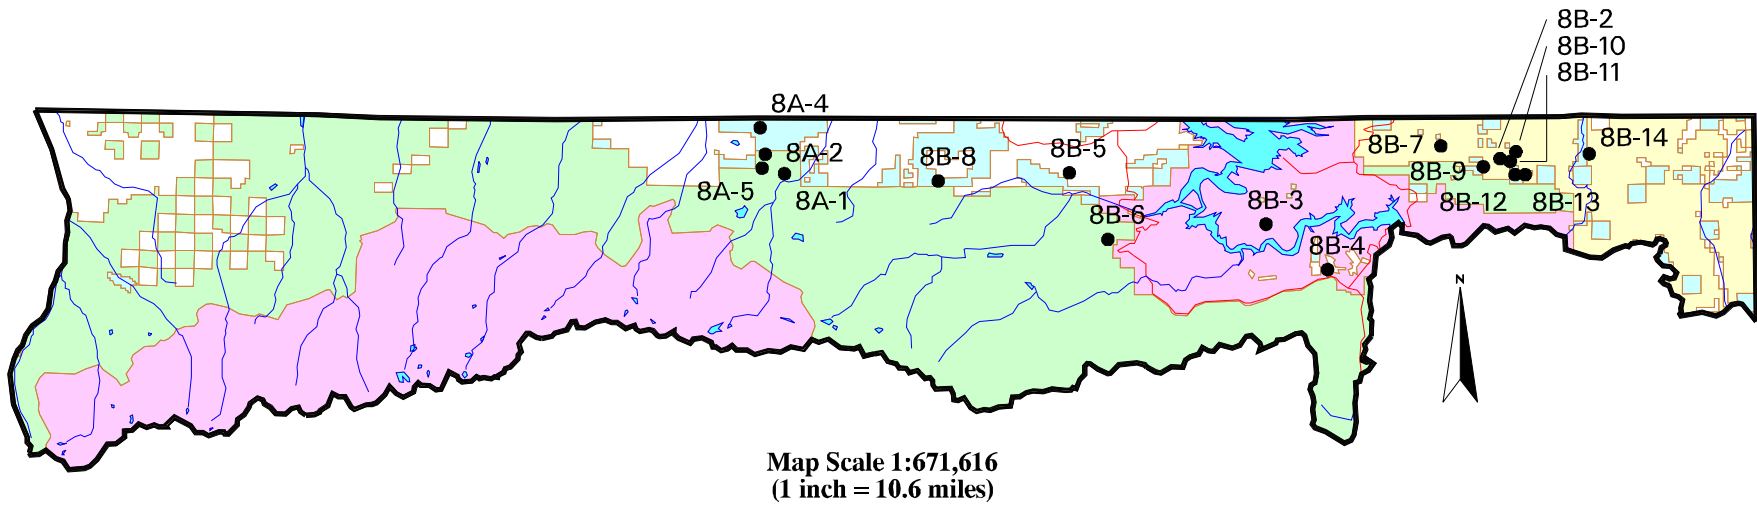 8B-2
8B-10
8B-11
8A-4
8B-7
8B-14
8A-2
8B-8
8B-5
8B-9
8A-5
8A-1
8B-3
8B-12
8B-13
8B-6
8B-4
N
Map Scale 1:671,616
(1 inch = 10.6 miles)